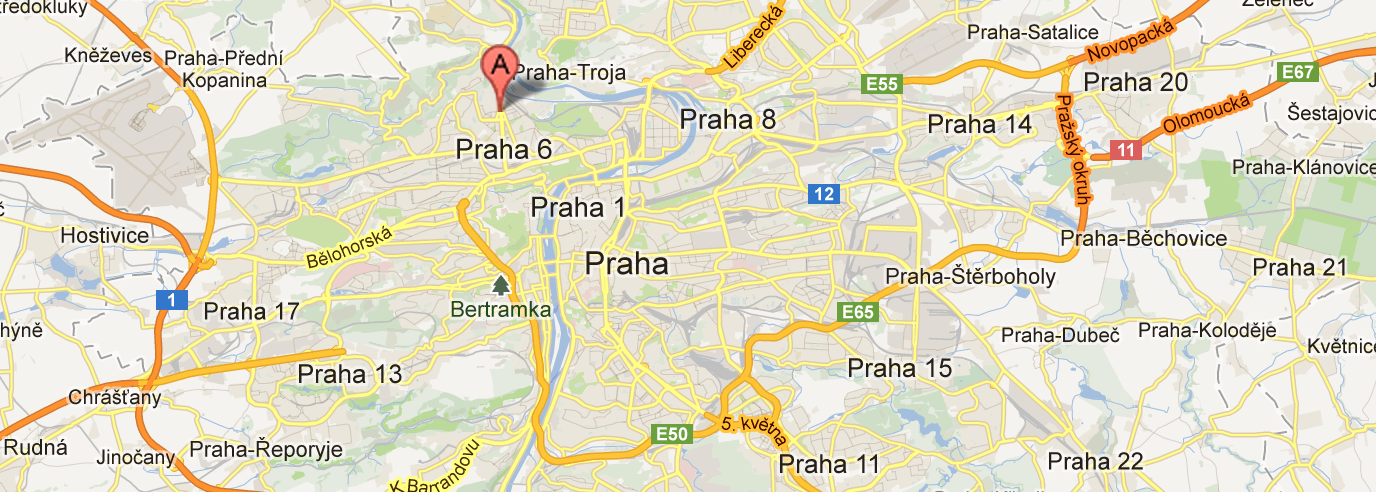 Středokluky
Zeleneč
Kněževes
Praha-Přední
Kopanina
A
Praha-Troja
Liberecká
Praha-Satalice
Novopacká
E55
Praha 20
E67
Šestajovic
Praha 6
Praha 8
Praha 14
Pražský okruh
Olomoucká
11
Praha-Klánovice
12
Praha 1
Hostivice
Bělohorská
Praha-Běchovice
Praha
Praha-Štěrboholy
Praha 21
1
Praha 17
Bertramka
E65
hýně
Praha-Dubeč
Praha-Koloděje
Květnice
Praha 13
Praha 15
Chrášťany
5. května
E50
Rudná
Jinočany
Praha-Řeporyje
K Barrandovu
Praha 11
Praha 22